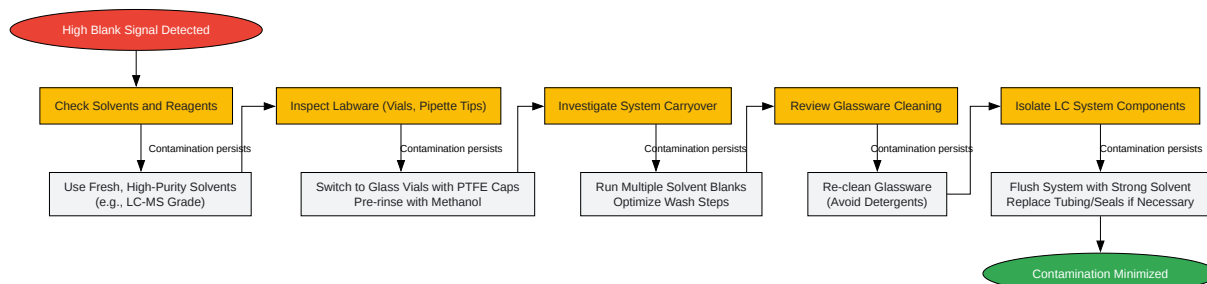 High Blank Signal Detected
Check Solvents and Reagents
Inspect Labware (Vials, Pipette Tips)
Investigate System Carryover
Review Glassware Cleaning
Isolate LC System Components
Contamination persists
Contamination persists
Contamination persists
Contamination persists
Contamination persists
Use Fresh, High-Purity Solvents
(e.g., LC-MS Grade)
Switch to Glass Vials with PTFE Caps
Pre-rinse with Methanol
Run Multiple Solvent Blanks
Optimize Wash Steps
Re-clean Glassware
(Avoid Detergents)
Flush System with Strong Solvent
Replace Tubing/Seals if Necessary
Contamination Minimized